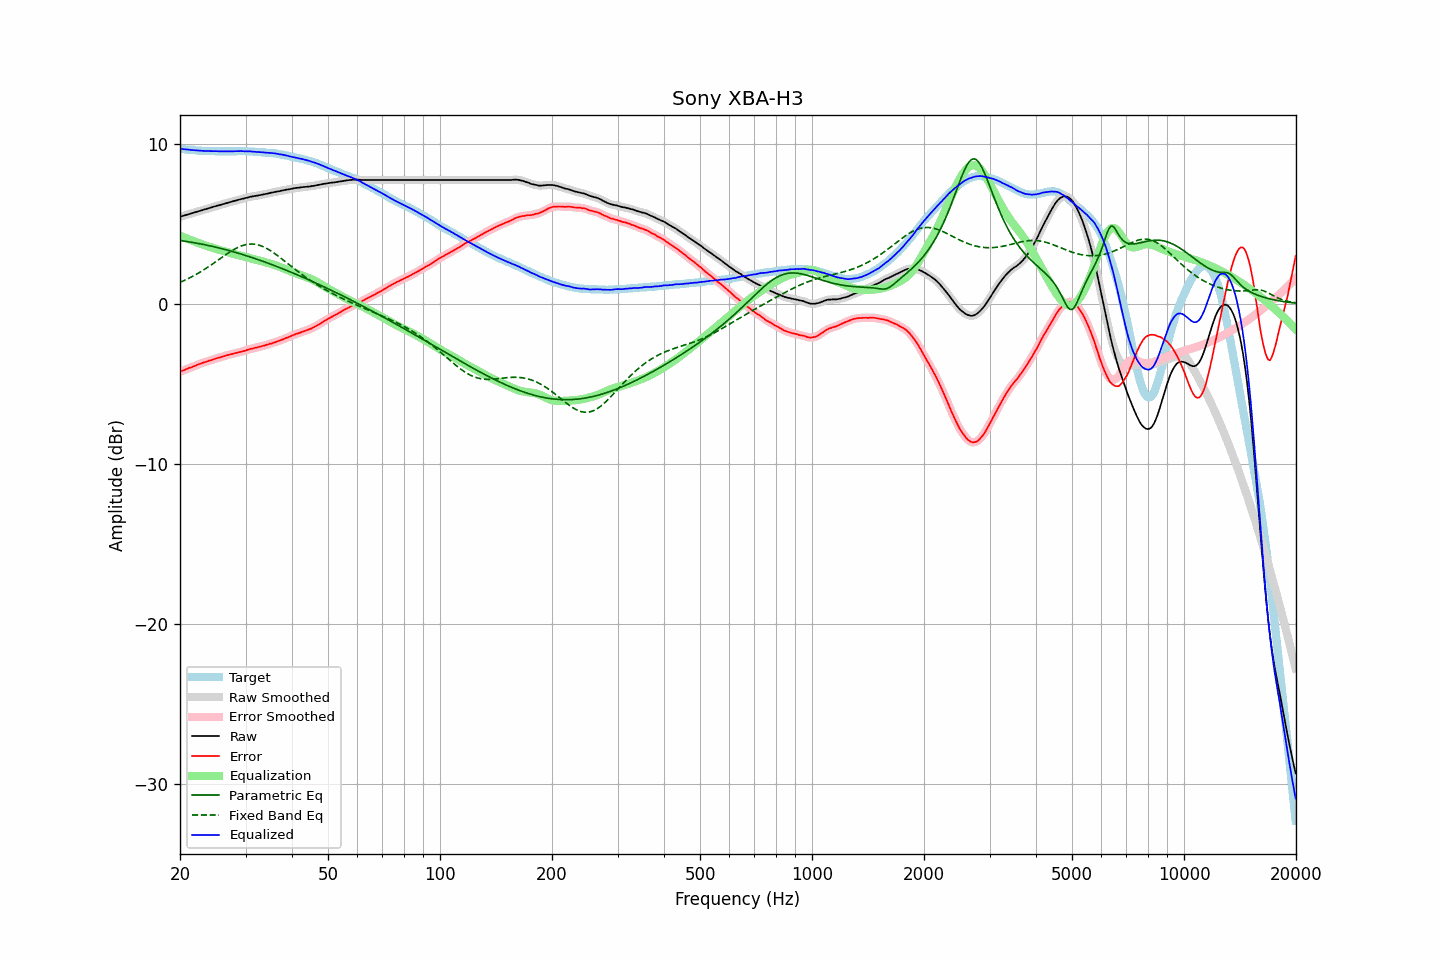 Sony XBA-H3
Amplitude (dBr)
10
0
−10
−20
−30
Target
Raw Smoothed
Error Smoothed
Raw
Error
Equalization
Parametric Eq
Fixed Band Eq
Equalized
20 50 100 200 500 1000 2000 5000 10000 20000
Frequency (Hz)